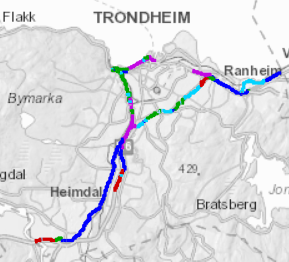 Flakk
TRONDHEIM
Ranheim
Bymarka
429
Heimdal
Bratsberg